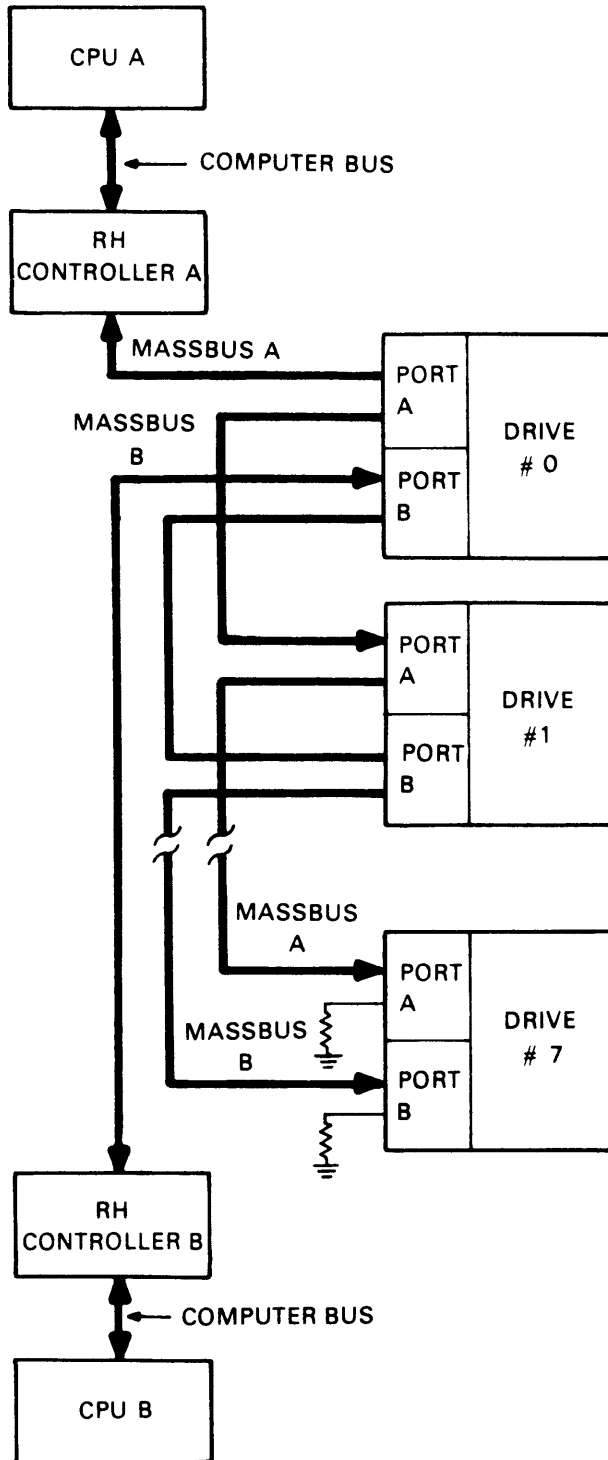 CPU A
COMPUTER BUS
RH
CONTROLLER A
MASSBUS A
PORT
A
DRIVE
# 0
MASSBUS
B
PORT
B
PORT
A
DRIVE
#1
PORT
B
MASSBUS
A
PORT
A
DRIVE
# 7
MASSBUS
B
PORT
B
RH
CONTROLLER B
COMPUTER BUS
CPU B